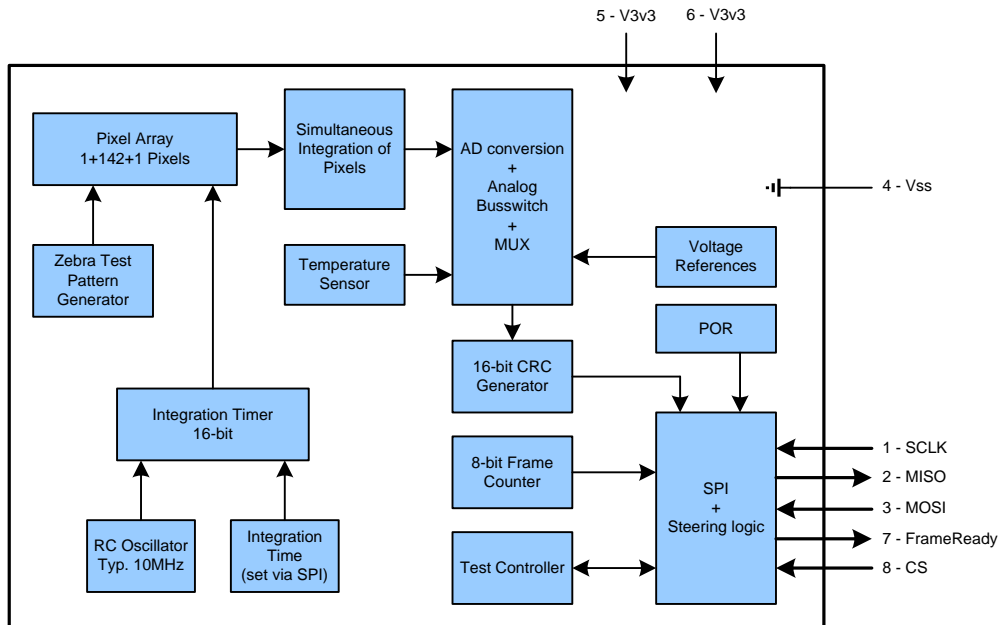 5 - V3v3
6 - V3v3
Pixel Array
1+142+1 Pixels
Simultaneous
Integration of
Pixels
AD conversion
+
Analog
Busswitch
+
MUX
4 - Vss
Zebra Test
Pattern
Generator
Temperature
Sensor
Voltage
References
POR
16-bit CRC
Generator
Integration Timer
16-bit
8-bit Frame
Counter
SPI
+
Steering logic
1 - SCLK
2 - MISO
3 - MOSI
7 - FrameReady
8 - CS
RC Oscillator
Typ. 10MHz
Integration
Time
(set via SPI)
Test Controller